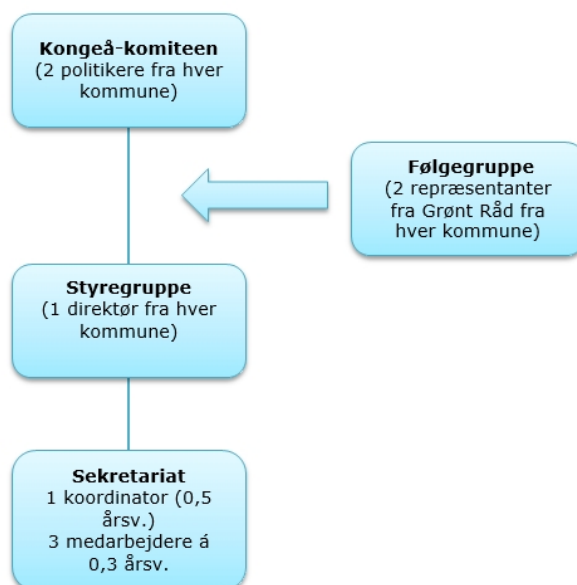 Kongeå-komiteen
(2 politikere fra hver
kommune)
Følgegruppe
(2 repræsentanter
fra Grønt Råd fra
hver kommune)
Styregruppe
(1 direktør fra hver
kommune)
Sekretariat
1 koordinator (0,5
årsv.)
3 medarbejdere á
0,3 årsv.